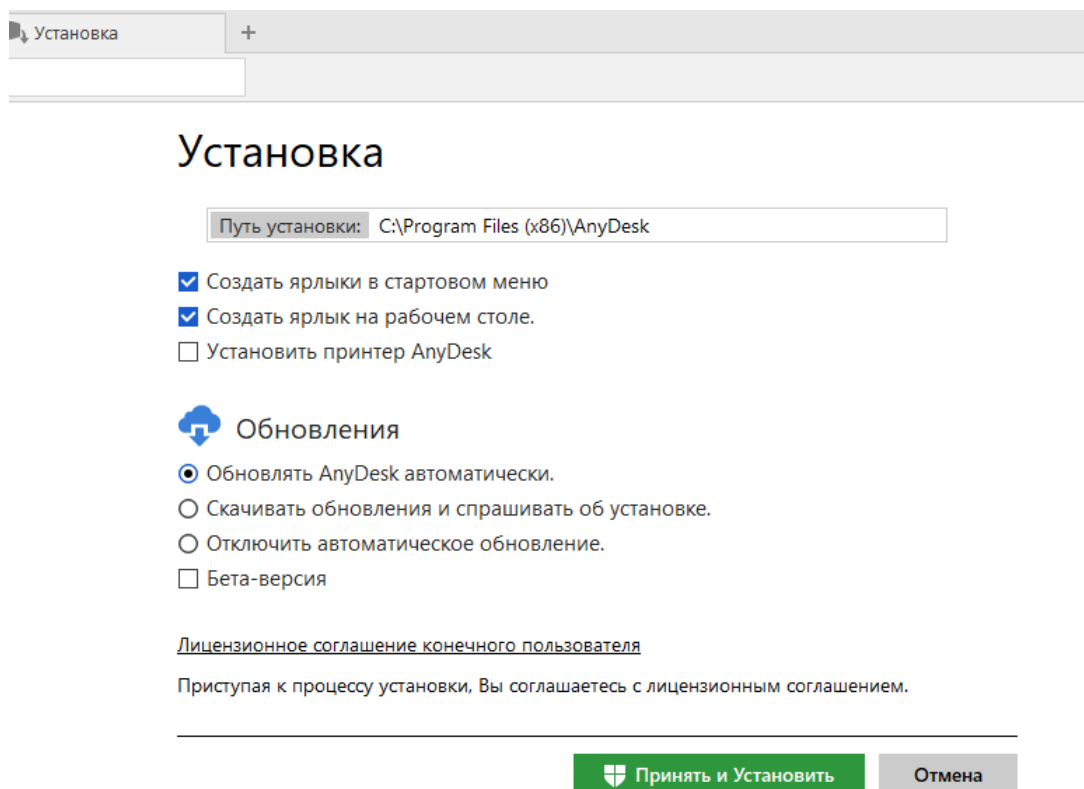 Установка
+
Установка
Путь установки: C:\Program Files (x86)\AnyDesk
Создать ярлыки в стартовом меню
Создать ярлык на рабочем столе.
Установить принтер AnyDesk
Обновления
Обновлять AnyDesk автоматически.
Скачивать обновления и спрашивать об установке.
Отключить автоматическое обновление.
Бета-версия
Лицензионное соглашение конечного пользователя
Приступая к процессу установки, Вы соглашаетесь с лицензионным соглашением.
Принять и Установить Отмена